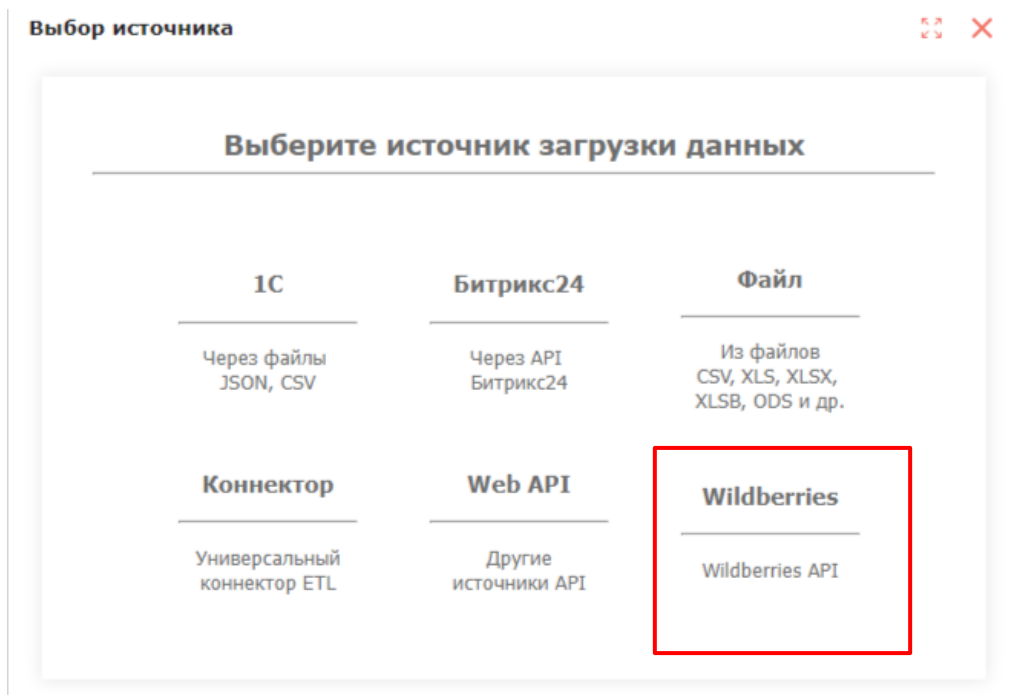 Выбор источника
Выберите источник загрузки данных
1С
Через файлы
JSON, CSV
Битрикс24
Через API
Битрикс24
Файл
Из файлов
CSV, XLS, XLSX,
XLSB, ODS и др.
Коннектор
Универсальный
коннектор ETL
Web API
Другие
источники API
Wildberries
Wildberries API